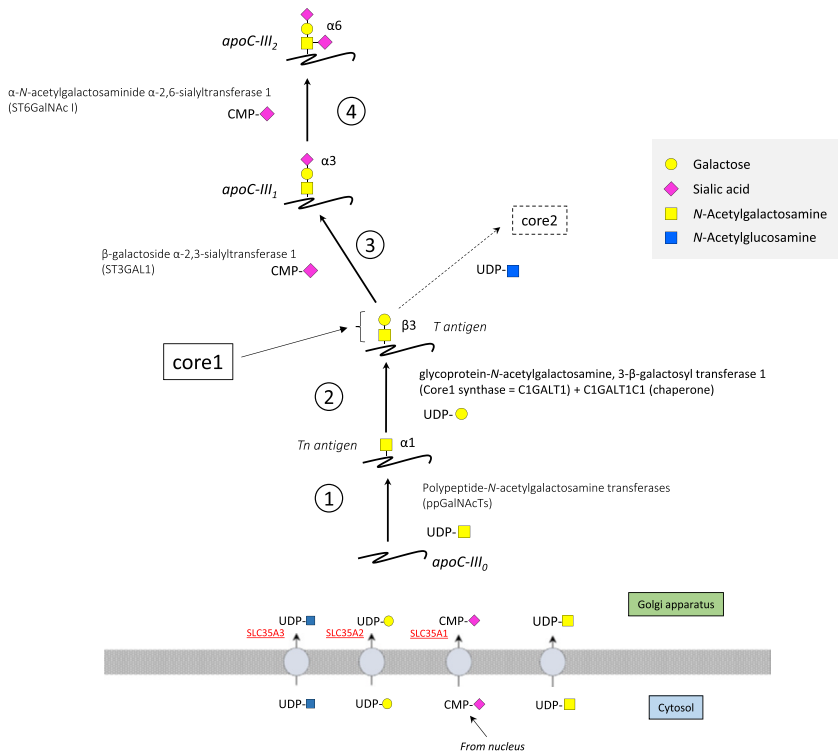 α6
apoC-III2
α-N-acetylgalactosaminide α-2,6-sialyltransferase 1
(ST6GalNAc I)
CMP-
4
α3
apoC-III1
Galactose
Sialic acid
N-Acetylgalactosamine
N-Acetylglucosamine
core2
3
β-galactoside α-2,3-sialyltransferase 1
(ST3GAL1)
CMP-
UDP-
β3
T antigen
core1
glycoprotein-N-acetylgalactosamine, 3-β-galactosyl transferase 1
(Core1 synthase = C1GALT1) + C1GALT1C1 (chaperone)
2
UDP-
Tn antigen
α1
1
Polypeptide-N-acetylgalactosamine transferases
(ppGalNAcTs)
UDP-
apoC-III0
Golgi apparatus
UDP-
UDP-
CMP-
UDP-
SLC35A3
SLC35A2
SLC35A1
UDP-
UDP-
CMP-
UDP-
Cytosol
From nucleus